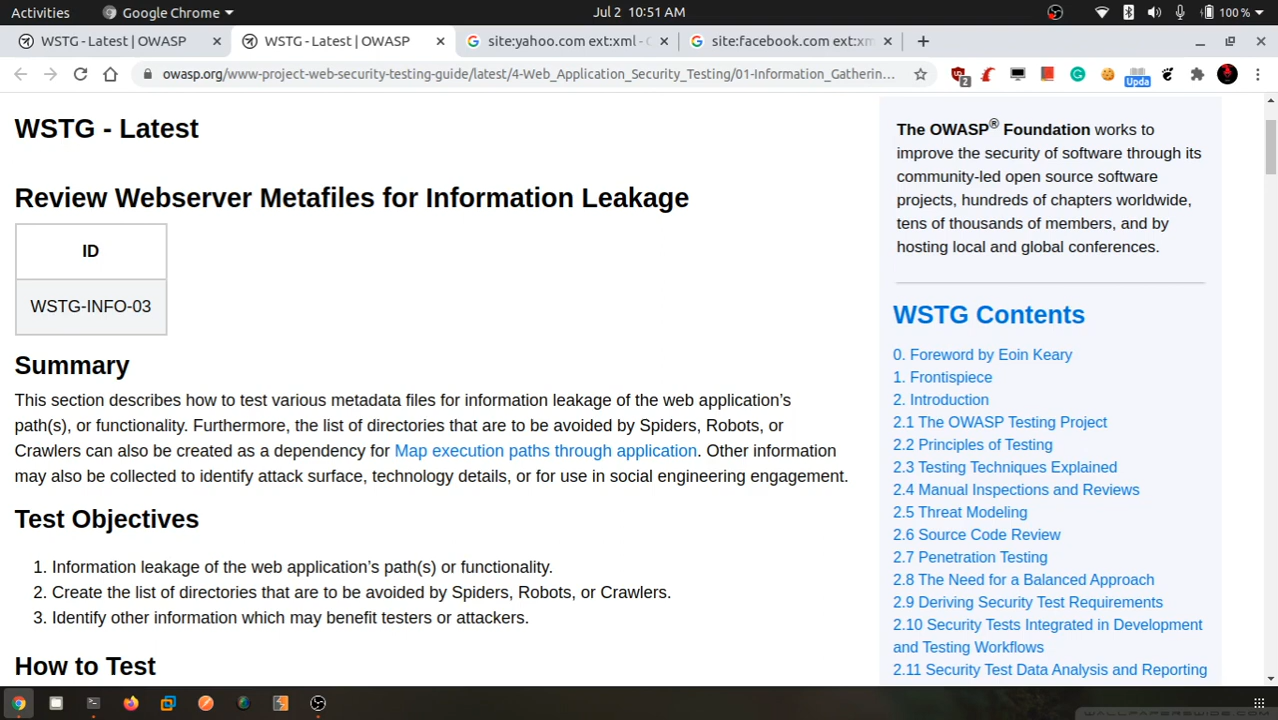 Activities
Google Chrome
Jul 2 10:51 AM
100 %
WSTG - Latest | OWASP
WSTG - Latest | OWASP
site:yahoo.com ext:xml -
site:facebook.com ext:xm
owasp.org/www-project-web-security-testing-guide/latest/4-Web_Application_Security_Testing/01-Information_Gatherin...
2
Upda
WSTG - Latest
Review Webserver Metafiles for Information Leakage
ID
WSTG-INFO-03
Summary
This section describes how to test various metadata files for information leakage of the web application's
path(s), or functionality. Furthermore, the list of directories that are to be avoided by Spiders, Robots, or
Crawlers can also be created as a dependency for Map execution paths through application. Other information
may also be collected to identify attack surface, technology details, or for use in social engineering engagement.
Test Objectives
1. Information leakage of the web application's path(s) or functionality.
2. Create the list of directories that are to be avoided by Spiders, Robots, or Crawlers.
3. Identify other information which may benefit testers or attackers.
How to Test
The OWASP® Foundation works to
improve the security of software through its
community-led open source software
projects, hundreds of chapters worldwide,
tens of thousands of members, and by
hosting local and global conferences.
WSTG Contents
0. Foreword by Eoin Keary
1. Frontispiece
2. Introduction
2.1 The OWASP Testing Project
2.2 Principles of Testing
2.3 Testing Techniques Explained
2.4 Manual Inspections and Reviews
2.5 Threat Modeling
2.6 Source Code Review
2.7 Penetration Testing
2.8 The Need for a Balanced Approach
2.9 Deriving Security Test Requirements
2.10 Security Tests Integrated in Development
and Testing Workflows
2.11 Security Test Data Analysis and Reporting